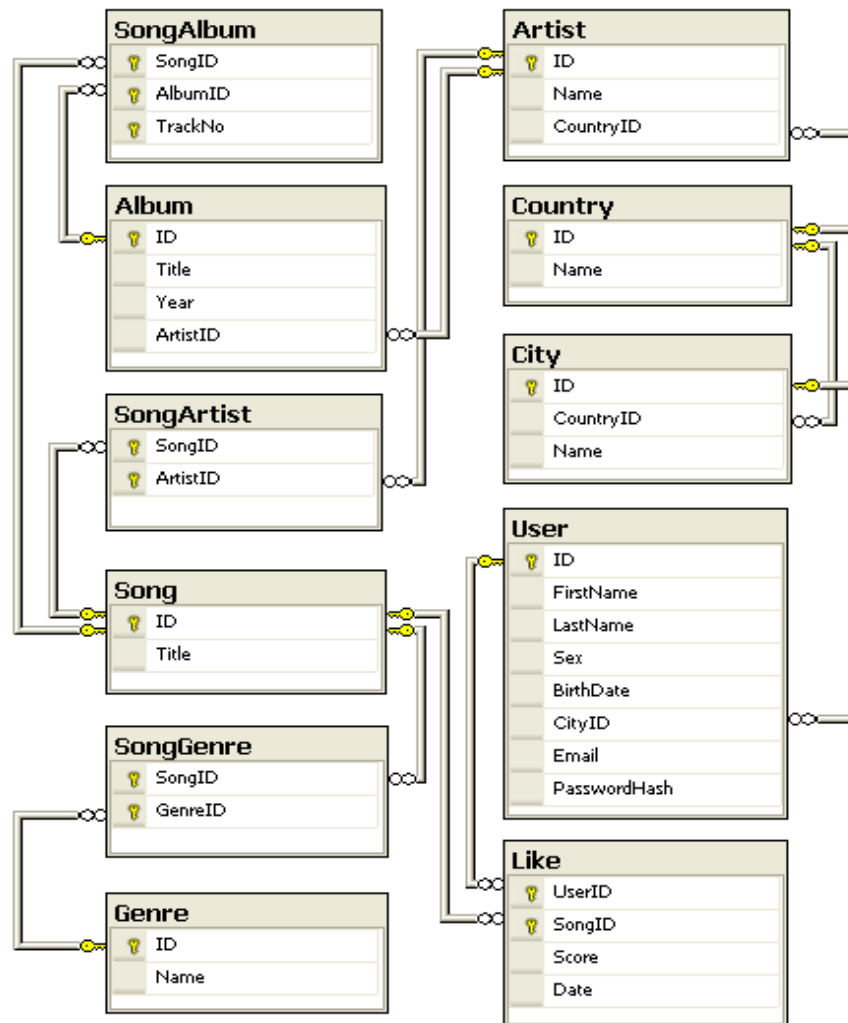 SongAlbum
SongID
AlbumID
TrackNo
Album
ID
Title
Year
ArtistID
SongArtist
SongID
ArtistID
Song
ID
Title
SongGenre
SongID
GenreID
Genre
ID
Name
Artist
ID
Name
CountryID
Country
ID
Name
City
ID
CountryID
Name
User
ID
FirstName
LastName
Sex
BirthDate
CityID
Email
PasswordHash
Like
UserID
SongID
Score
Date